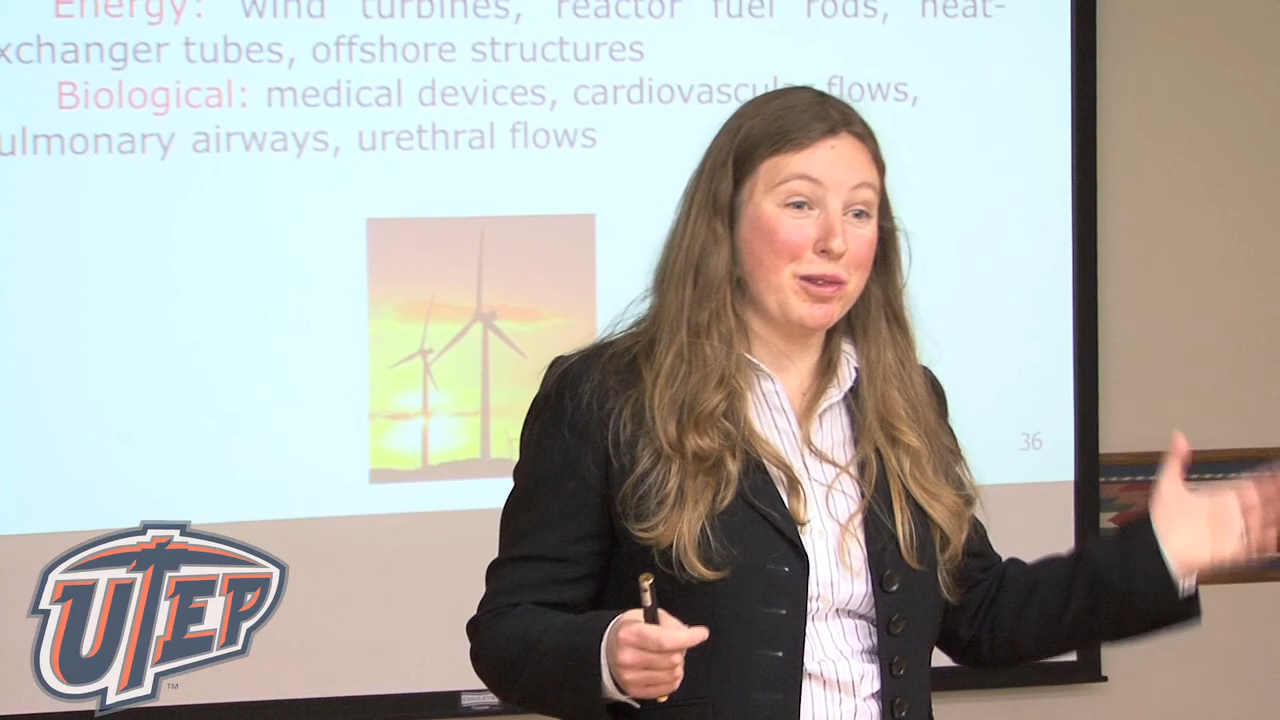 Energy: wind turbines, reactor fuel rods, heat-
xchanger tubes, offshore structures
Biological: medical devices, cardiovascular flows,
ulmonary airways, urethral flows
36
UTEP
TM